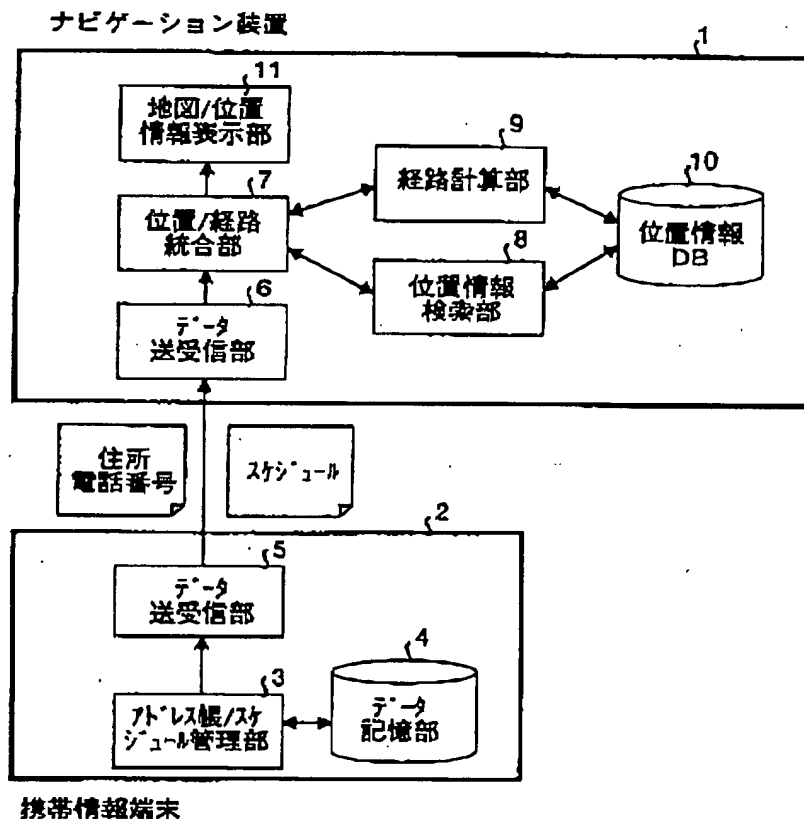 ナビゲーション装置
1
11
地図/位置
情報表示部
9
経路計算部
7
位置/経路
統合部
10
位置情報
DB
8
位置情報
検索部
6
データ
送受信部
住所
電話番号
スケジュール
2
5
データ
送受信部
4
データ
記憶部
3
アドレス帳/スケ
ジュール管理部
携帯情報端末